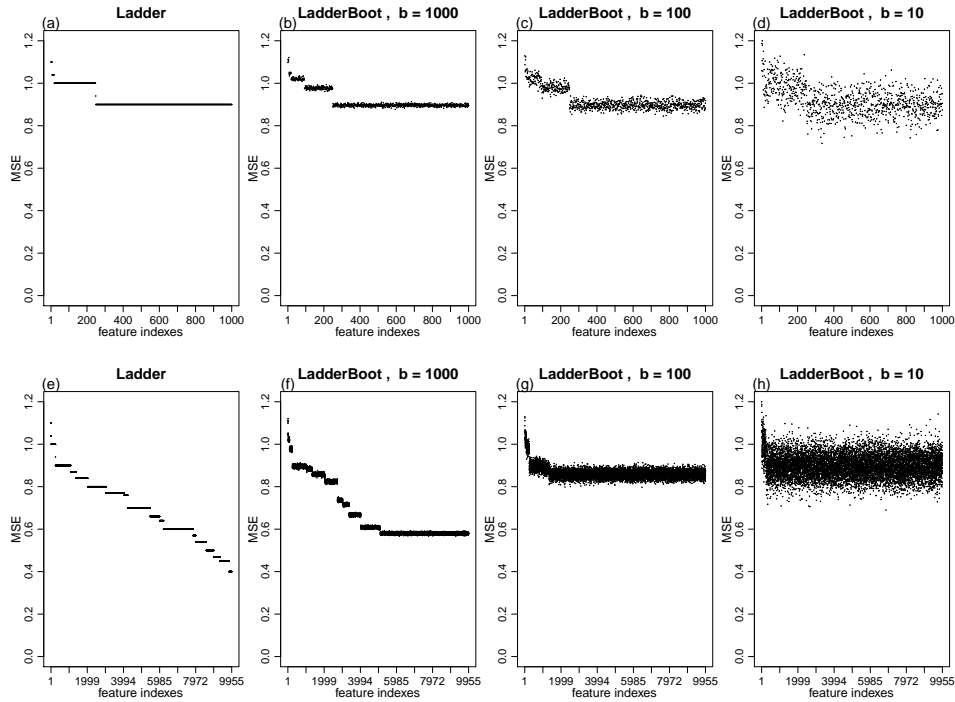 (a)
Ladder
MSE
0.0 0.2 0.4 0.6 0.8 1.0 1.2
1 200 400 600 800 1000
feature indexes
(b)
LadderBoot , b = 1000
MSE
0.0 0.2 0.4 0.6 0.8 1.0 1.2
1 200 400 600 800 1000
feature indexes
(c)
LadderBoot , b = 100
MSE
0.0 0.2 0.4 0.6 0.8 1.0 1.2
1 200 400 600 800 1000
feature indexes
(d)
LadderBoot , b = 10
MSE
0.0 0.2 0.4 0.6 0.8 1.0 1.2
1 200 400 600 800 1000
feature indexes
(e)
Ladder
MSE
0.0 0.2 0.4 0.6 0.8 1.0 1.2
1 1999 3994 5985 7972 9955
feature indexes
(f)
LadderBoot , b = 1000
MSE
0.0 0.2 0.4 0.6 0.8 1.0 1.2
1 1999 3994 5985 7972 9955
feature indexes
(g)
LadderBoot , b = 100
MSE
0.0 0.2 0.4 0.6 0.8 1.0 1.2
1 1999 3994 5985 7972 9955
feature indexes
(h)
LadderBoot , b = 10
MSE
0.0 0.2 0.4 0.6 0.8 1.0 1.2
1 1999 3994 5985 7972 9955
feature indexes